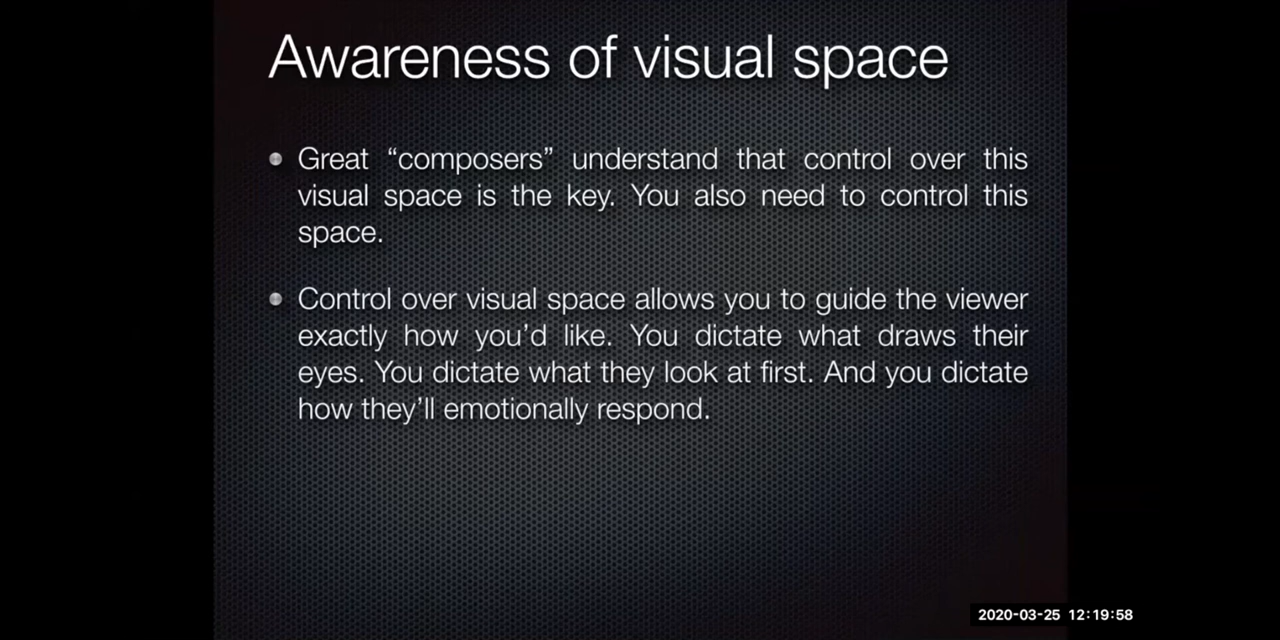 Awareness of visual space
Great “composers” understand that control over this
visual space is the key. You also need to control this
space.
Control over visual space allows you to guide the viewer
exactly how you’d like. You dictate what draws their
eyes. You dictate what they look at first. And you dictate
how they’ll emotionally respond.
2020-03-25 12:19:58